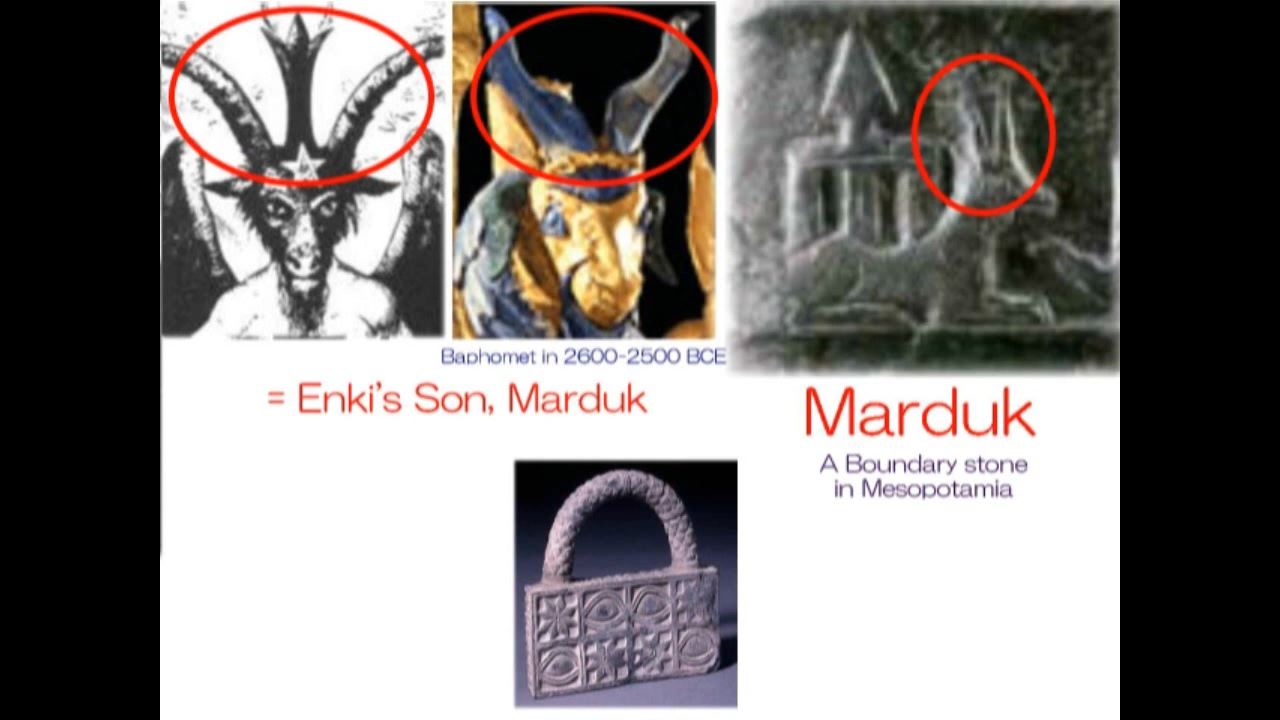 Baphomet in 2600-2500 BCE
= Enki's Son, Marduk
Marduk
A Boundary stone
in Mesopotamia